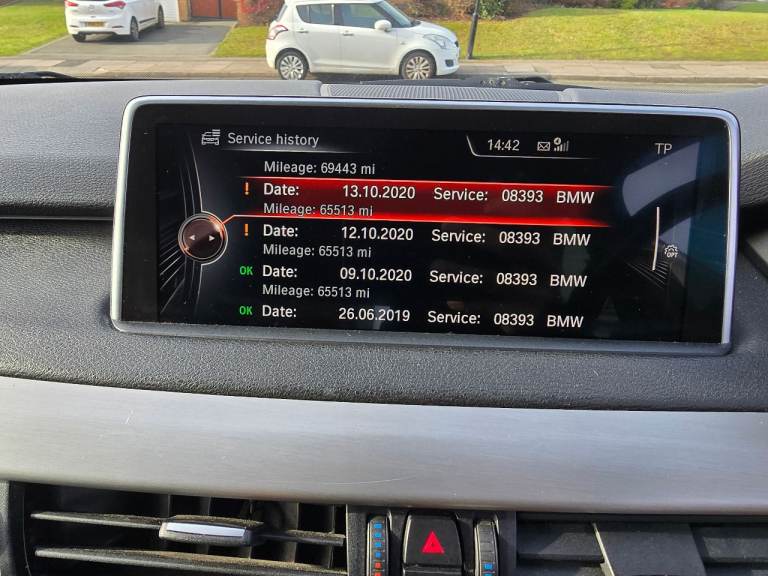 Service history 14:42 TP
Mileage: 69443 mi
! Date: 13.10.2020 Service: 08393 BMW
Mileage: 65513 mi
! Date: 12.10.2020 Service: 08393 BMW
Mileage: 65513 mi
OPT
OK Date: 09.10.2020 Service: 08393 BMW
Mileage: 65513 mi
OK Date: 26.06.2019 Service: 08393 BMW